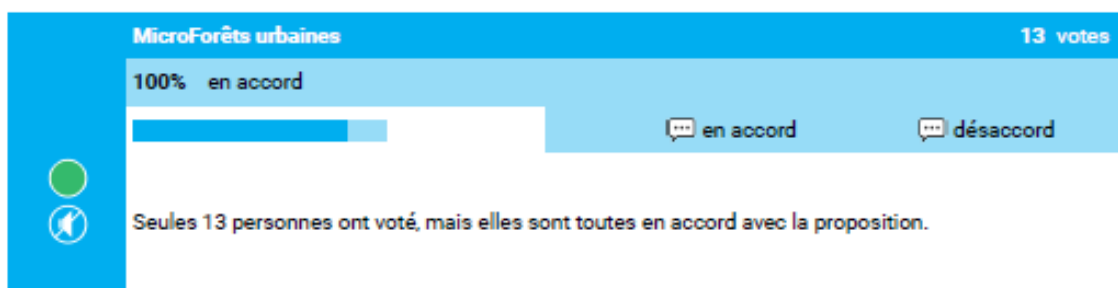 MicroForêts urbaines 13 votes
100% en accord
en accord désaccord
Seules 13 personnes ont voté, mais elles sont toutes en accord avec la proposition.